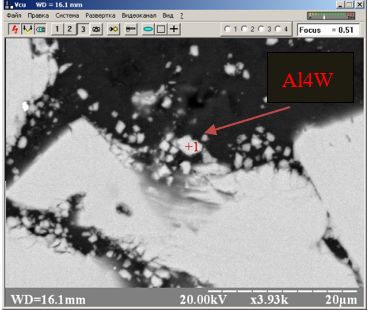 Vcu WD = 16.1 mm
Файл Правка Система Развертка Видеоканал Вид ?
1 2 3
1 2 3 4
Focus = 0.51
Al4W
+1
WD=16.1mm 20.00kV x3.93k 20µm